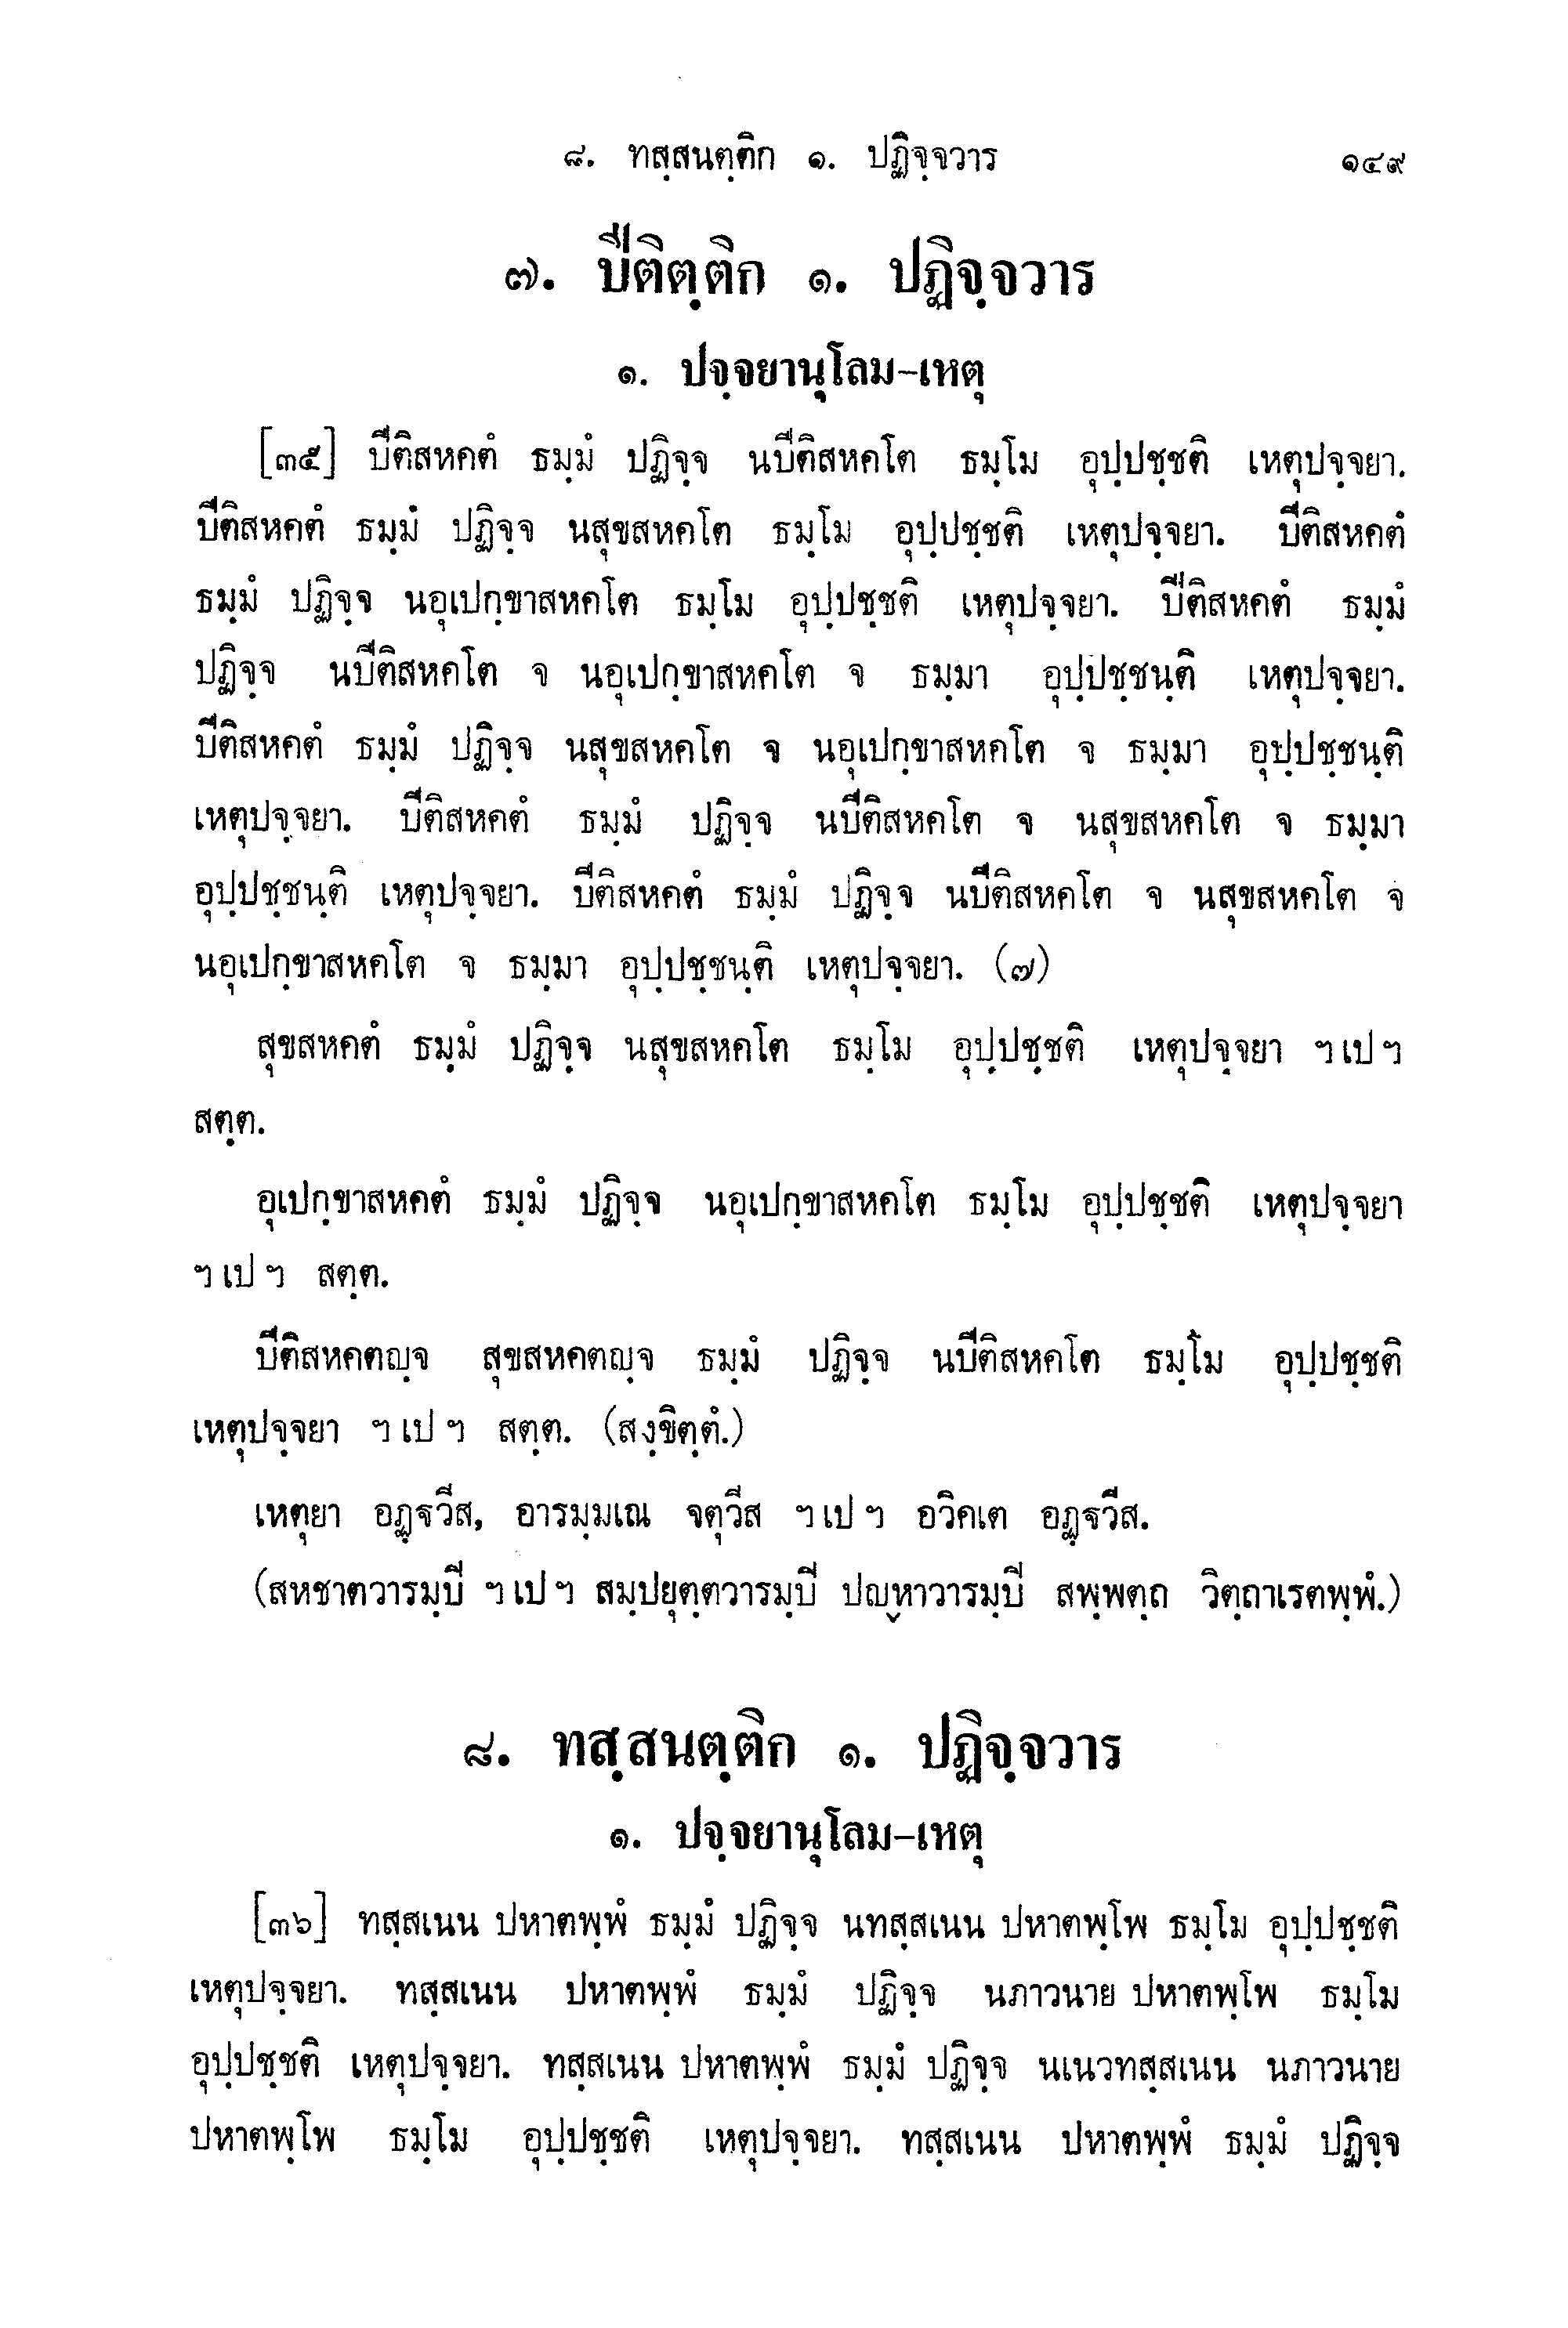 ๘. ทสฺสนตฺติก ๑. ปฏิจฺจวาร ๑๔๙
๗. ปีติตฺติก ๑. ปฏิจฺจวาร
๑. ปจฺจยานุโลม-เหตุ
[๓๕] ปีติสหคตํ ธมฺมํ ปฏิจฺจ นปีติสหคโต ธมฺโม อุปฺปชฺชติ เหตุปจฺจยา.
ปีติสหคตํ ธมฺมํ ปฏิจฺจ นสุขสหคโต ธมฺโม อุปฺปชฺชติ เหตุปจฺจยา. ปีติสหคตํ
ธมฺมํ ปฏิจฺจ นอุเปกฺขาสหคโต ธมฺโม อุปฺปชฺชติ เหตุปจฺจยา. ปีติสหคตํ ธมฺมํ
ปฏิจฺจ นปีติสหคโต จ นอุเปกฺขาสหคโต จ ธมฺมา อุปฺปชฺชนฺติ เหตุปจฺจยา.
ปีติสหคตํ ธมฺมํ ปฏิจฺจ นสุขสหคโต จ นอุเปกฺขาสหคโต จ ธมฺมา อุปฺปชฺชนฺติ
เหตุปจฺจยา. ปีติสหคตํ ธมฺมํ ปฏิจฺจ นปีติสหคโต จ นสุขสหคโต จ ธมฺมา
อุปฺปชฺชนฺติ เหตุปจฺจยา. ปีติสหคตํ ธมฺมํ ปฏิจฺจ นปีติสหคโต จ นสุขสหคโต จ
นอุเปกฺขาสหคโต จ ธมฺมา อุปฺปชฺชนฺติ เหตุปจฺจยา. (๗)
สุขสหคตํ ธมฺมํ ปฏิจฺจ นสุขสหคโต ธมฺโม อุปฺปชฺชติ เหตุปจฺจยา ฯ เป ฯ
สตฺต.
อุเปกฺขาสหคตํ ธมฺมํ ปฏิจฺจ นอุเปกฺขาสหคโต ธมฺโม อุปฺปชฺชติ เหตุปจฺจยา
ฯ เป ฯ สตฺต.
ปีติสหคตญฺจ สุขสหคตญฺจ ธมฺมํ ปฏิจฺจ นปีติสหคโต ธมฺโม อุปฺปชฺชติ
เหตุปจฺจยา ฯ เป ฯ สตฺต. (สงฺขิตฺตํ.)
เหตุยา อฏฺฐวีส, อารมฺมเณ จตุวีส ฯ เป ฯ อวิคเต อฏฺฐวีส.
(สหชาตวารมฺปี ฯ เป ฯ สมฺปยุตฺตวารมฺปี ปญฺหาวารมฺปี สพฺพตฺถ วิตฺถาเรตพฺพํ.)
๘. ทสฺสนตฺติก ๑. ปฏิจฺจวาร
๑. ปจฺจยานุโลม-เหตุ
[๓๖] ทสฺสเนน ปหาตพฺพํ ธมฺมํ ปฏิจฺจ นทสฺสเนน ปหาตพฺโพ ธมฺโม อุปฺปชฺชติ
เหตุปจฺจยา. ทสฺสเนน ปหาตพฺพํ ธมฺมํ ปฏิจฺจ นภาวนาย ปหาตพฺโพ ธมฺโม
อุปฺปชฺชติ เหตุปจฺจยา. ทสฺสเนน ปหาตพฺพํ ธมฺมํ ปฏิจฺจ นเนวทสฺสเนน นภาวนาย
ปหาตพฺโพ ธมฺโม อุปฺปชฺชติ เหตุปจฺจยา. ทสฺสเนน ปหาตพฺพํ ธมฺมํ ปฏิจฺจ